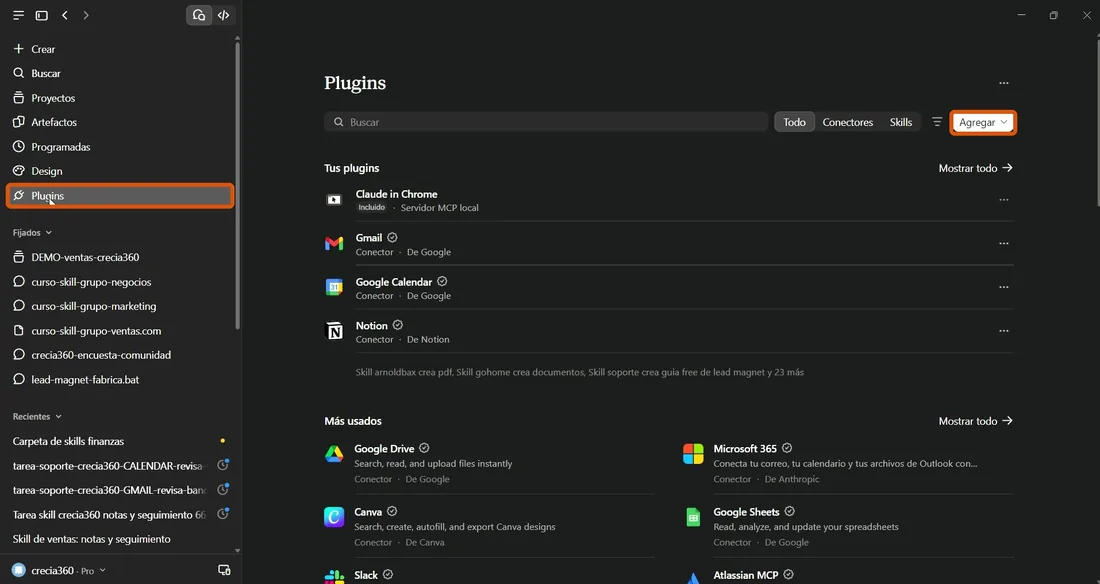 Crear
Buscar
Proyectos
Artefactos
Programadas
Design
Plugins
Fijados
DEMO-ventas-crecia360
curso-skill-grupo-negocios
curso-skill-grupo-marketing
curso-skill-grupo-ventas.com
crecia360-encuesta-comunidad
lead-magnet-fabrica.bat
Recientes
Carpeta de skills finanzas
tarea-soporte-crecia360-CALENDAR-revisa-
tarea-soporte-crecia360-GMAIL-revisa-ban
Tarea skill crecia360 notas y seguimiento 66
Skill de ventas: notas y seguimiento
crecia360 · Pro
Plugins
Buscar
Todo Conectores Skills Agregar
Tus plugins Mostrar todo →
Claude in Chrome
Incluido · Servidor MCP local
Gmail
Conector · De Google
Google Calendar
31
Conector · De Google
Notion
Conector · De Notion
Skill arnoldbax crea pdf, Skill gohome crea documentos, Skill soporte crea guia free de lead magnet y 23 más
Más usados Mostrar todo →
Google Drive
Search, read, and upload files instantly
Conector · De Google
Microsoft 365
Conecta tu correo, tu calendario y tus archivos de Outlook con...
Conector · De Anthropic
Canva
Search, create, autofill, and export Canva designs
Conector · De Canva
Google Sheets
Read, analyze, and update your spreadsheets
Conector · De Google
Slack
Atlassian MCP